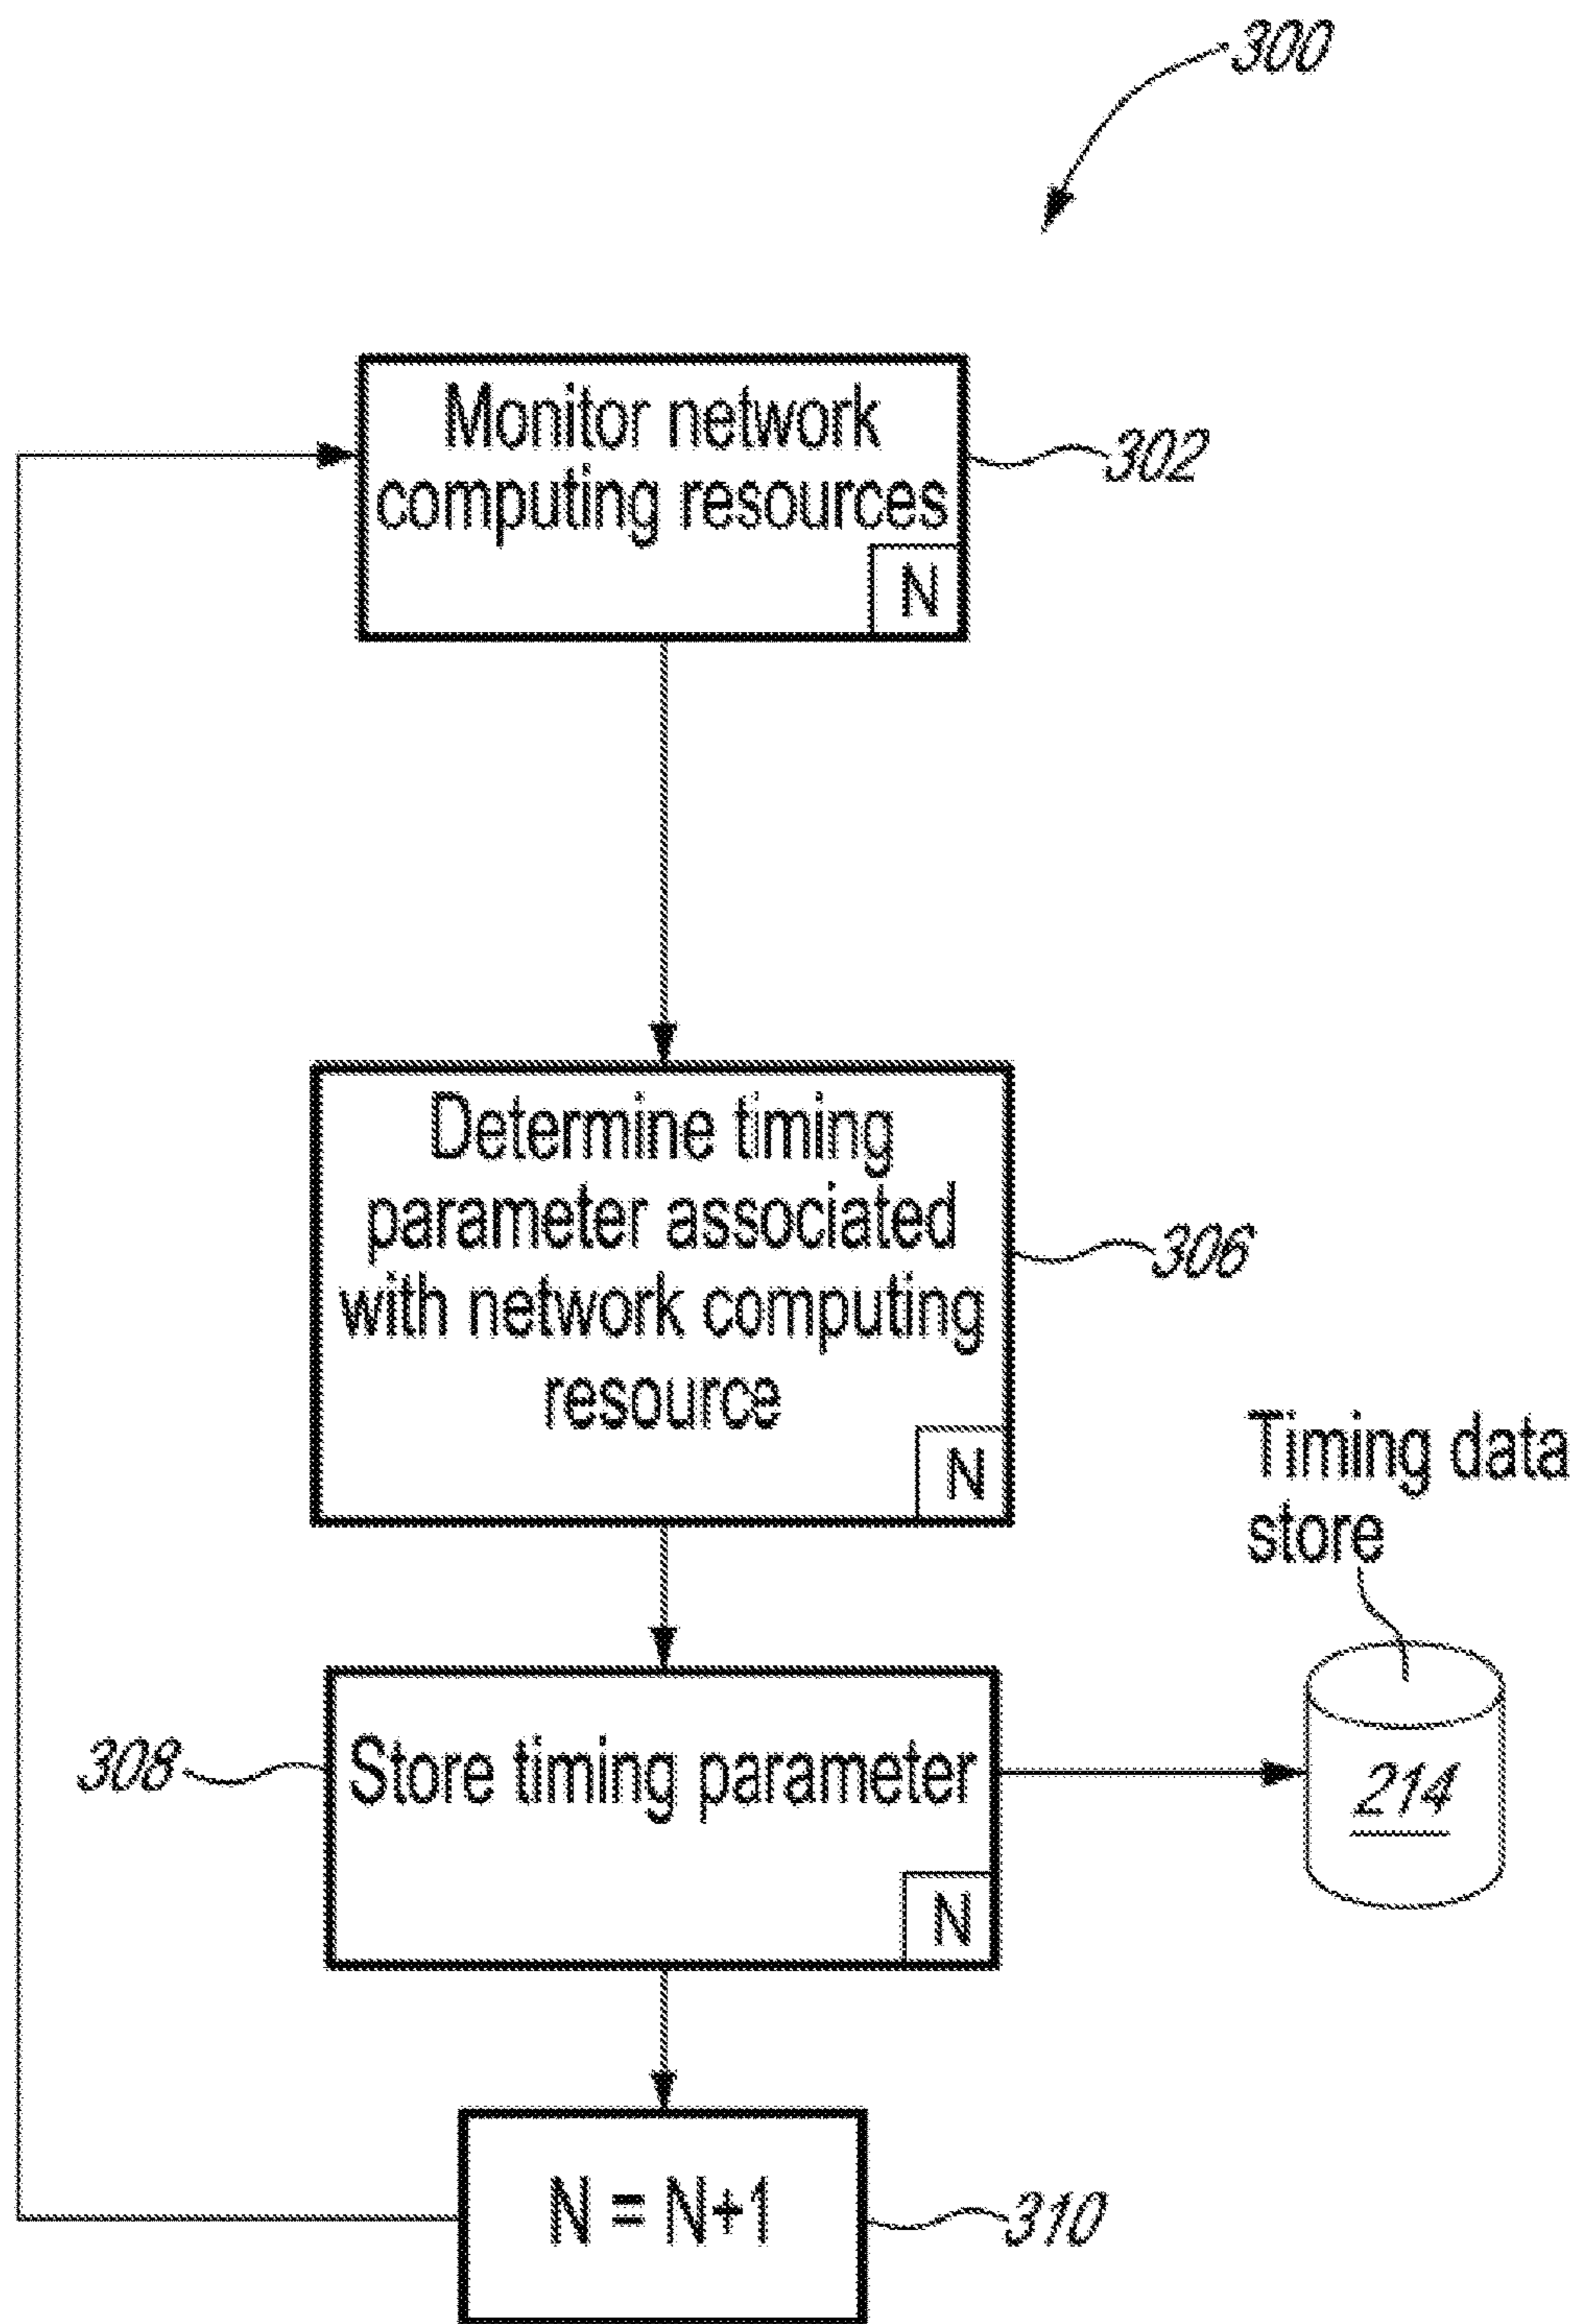 300
Monitor network
computing resources
N
302
Determine timing
parameter associated
with network computing
resource
N
306
Timing data
store
214
308
Store timing parameter
N
N = N+1
310